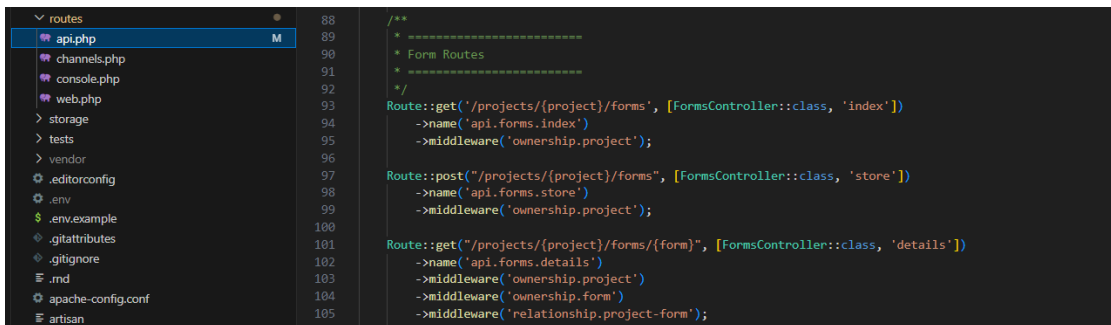 routes
api.php M
channels.php
console.php
web.php
storage
tests
vendor
.editorconfig
.env
$ .env.example
.gitattributes
.gitignore
.rnd
apache-config.conf
artisan
88 /**
89 * =========================
90 * Form Routes
91 * =========================
92 */
93 Route::get('/projects/{project}/forms', [FormsController::class, 'index'])
94 ->name('api.forms.index')
95 ->middleware('ownership.project');
96
97 Route::post("/projects/{project}/forms", [FormsController::class, 'store'])
98 ->name('api.forms.store')
99 ->middleware('ownership.project');
100
101 Route::get("/projects/{project}/forms/{form}", [FormsController::class, 'details'])
102 ->name('api.forms.details')
103 ->middleware('ownership.project')
104 ->middleware('ownership.form')
105 ->middleware('relationship.project-form');